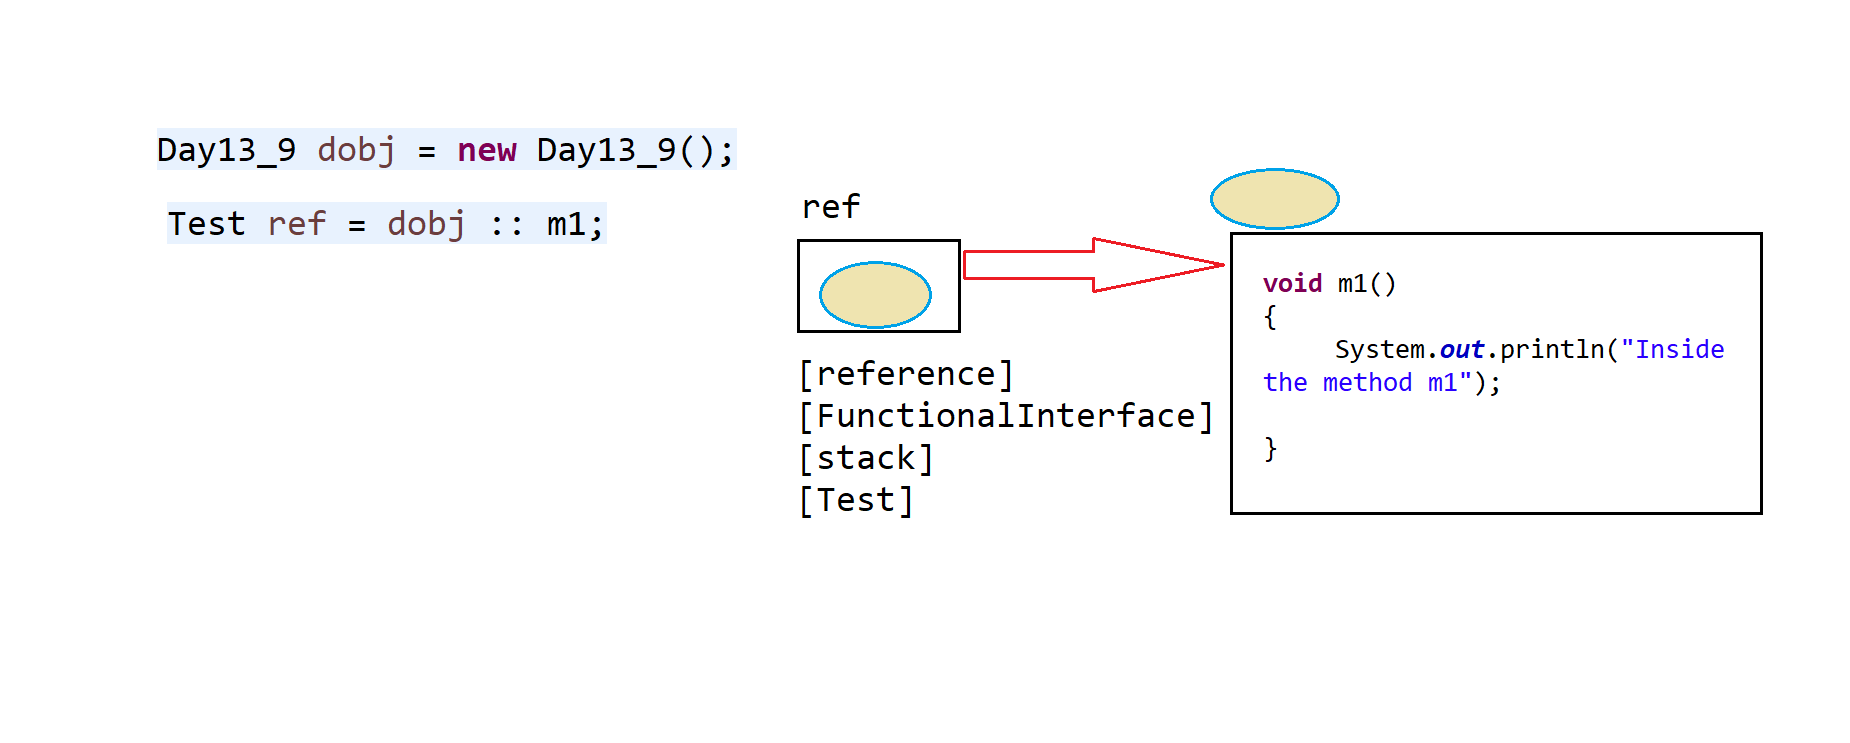 Day13_9 dobj = new Day13_9();
Test ref = dobj :: m1;
ref
[reference]
[FunctionalInterface]
[stack]
[Test]
void m1()
{
System.out.println("Inside
the method m1");
}